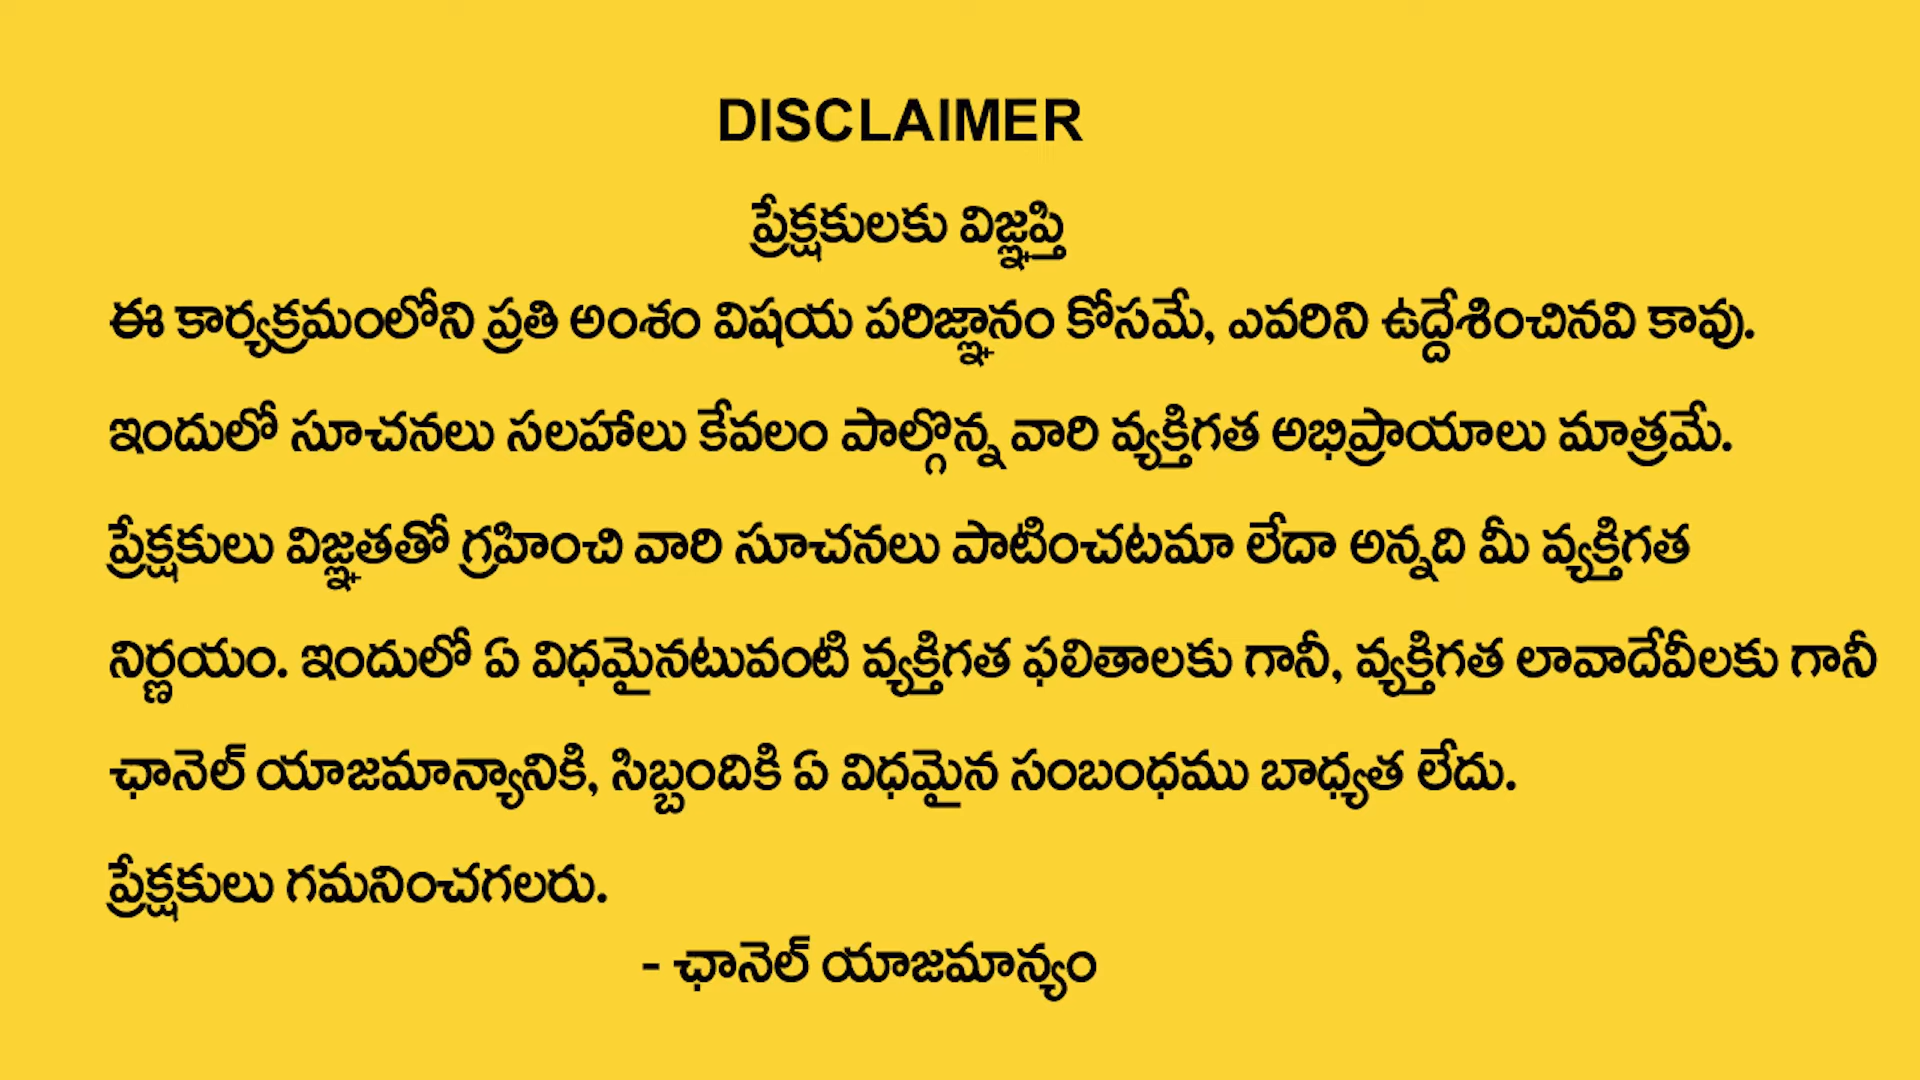 DISCLAIMER
ప్రేక్షకులకు విజ్ఞప్తి
ఈ కార్యక్రమంలోని ప్రతి అంశం విషయ పరిజ్ఞానం కోసమే, ఎవరిని ఉద్దేశించినవి కావు.
ఇందులో సూచనలు సలహాలు కేవలం పాల్గొన్న వారి వ్యక్తిగత అభిప్రాయాలు మాత్రమే.
ప్రేక్షకులు విజ్ఞతతో గ్రహించి వారి సూచనలు పాటించటమా లేదా అన్నది మీ వ్యక్తిగత
నిర్ణయం. ఇందులో ఏ విధమైనటువంటి వ్యక్తిగత ఫలితాలకు గానీ, వ్యక్తిగత లావాదేవీలకు గానీ
ఛానెల్ యాజమాన్యానికి, సిబ్బందికి ఏ విధమైన సంబంధము బాధ్యత లేదు.
ప్రేక్షకులు గమనించగలరు.
- ఛానెల్ యాజమాన్యం